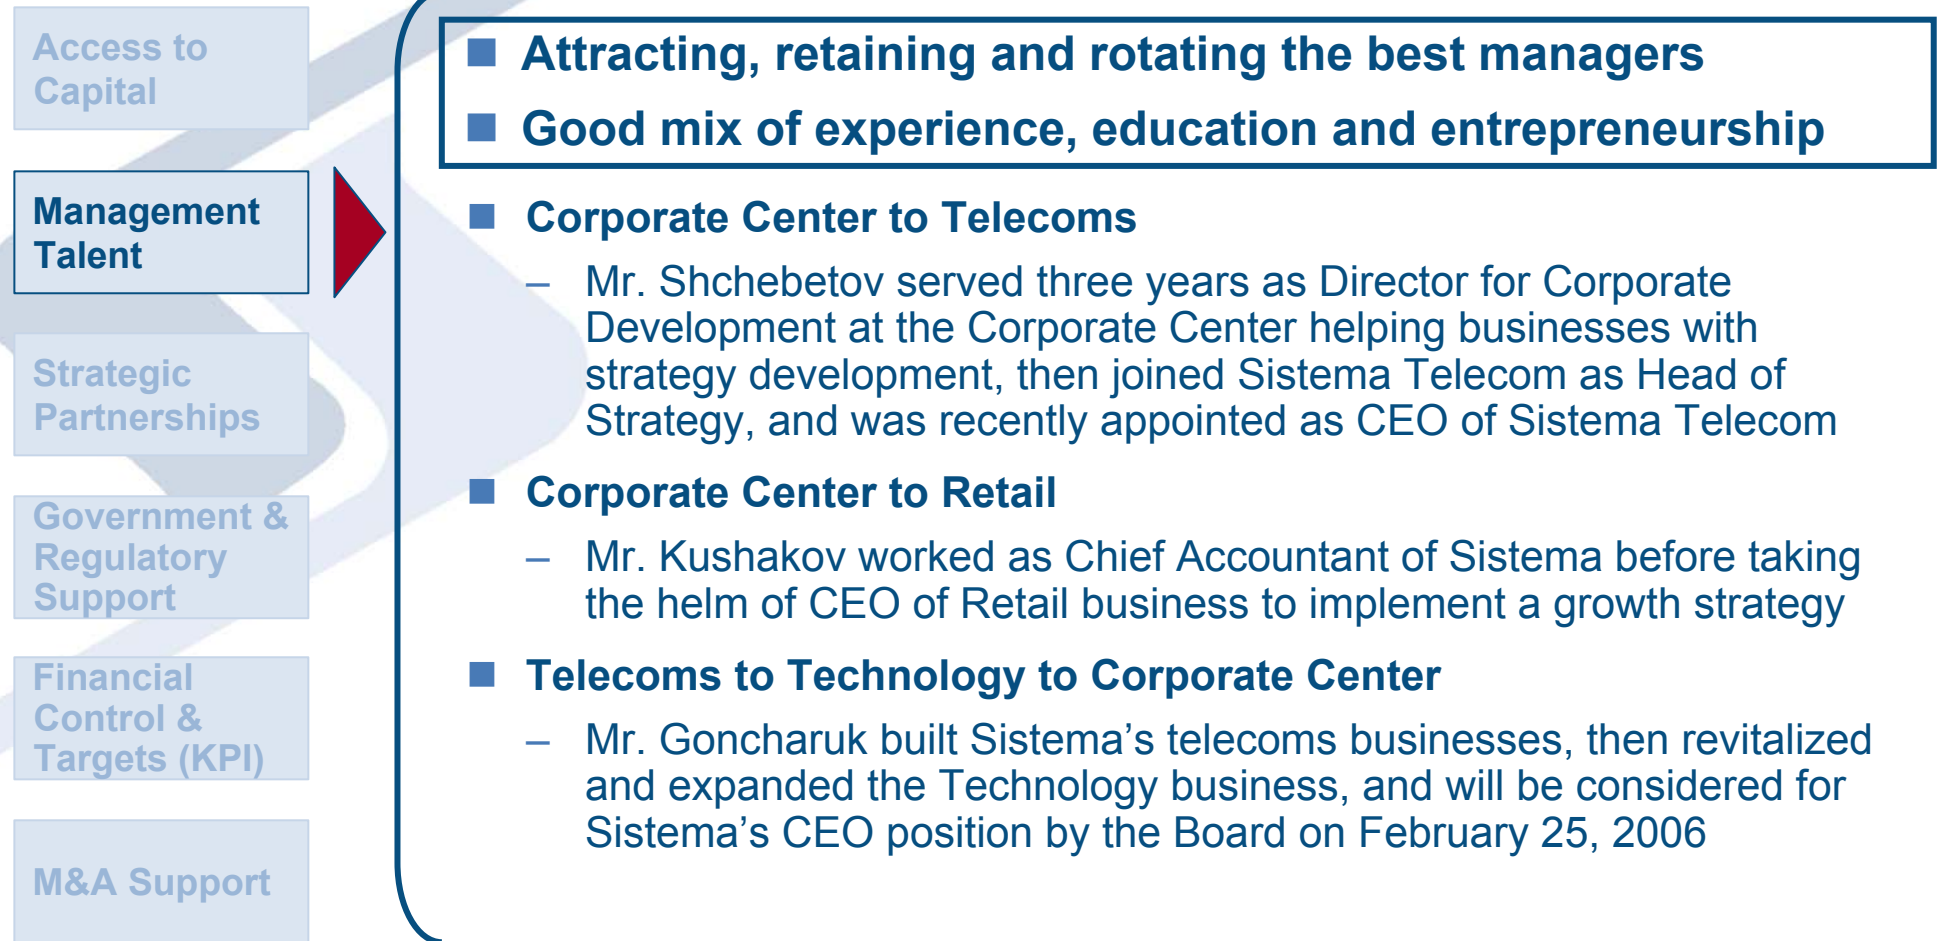 Access to
Capital
Management
Talent
Strategic
Partnerships
Government &
Regulatory
Support
Financial
Control &
Targets (KPI)
M&A Support
■ Attracting, retaining and rotating the best managers
■ Good mix of experience, education and entrepreneurship
■ Corporate Center to Telecoms
– Mr. Shchebetov served three years as Director for Corporate
Development at the Corporate Center helping businesses with
strategy development, then joined Sistema Telecom as Head of
Strategy, and was recently appointed as CEO of Sistema Telecom
■ Corporate Center to Retail
– Mr. Kushakov worked as Chief Accountant of Sistema before taking
the helm of CEO of Retail business to implement a growth strategy
■ Telecoms to Technology to Corporate Center
– Mr. Goncharuk built Sistema’s telecoms businesses, then revitalized
and expanded the Technology business, and will be considered for
Sistema’s CEO position by the Board on February 25, 2006